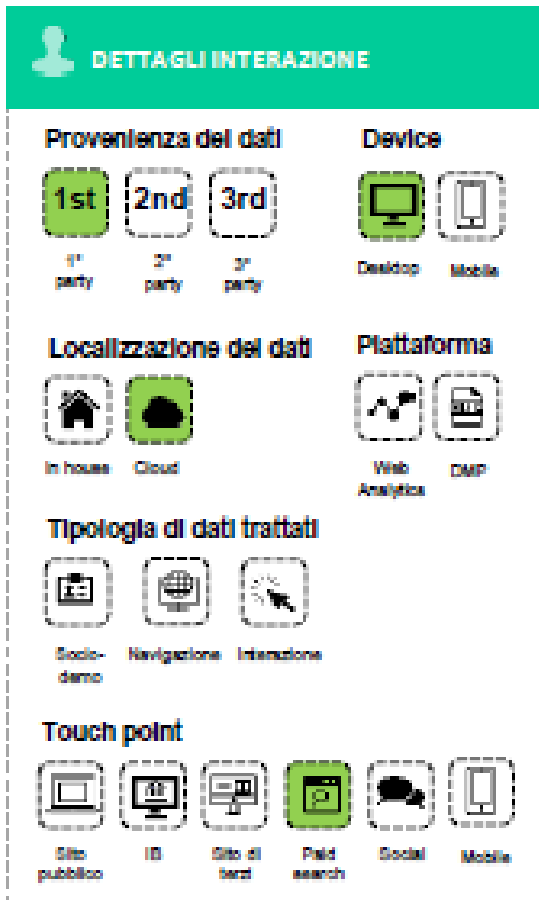 DETTAGLI INTERAZIONE
Provenienza dei dati
Device
1st
2nd
3rd
1°
party
2°
party
3°
party
Desktop
Mobile
Localizzazione dei dati
Piattaforma
In house
Cloud
Web
Analytics
DMP
Tipologia di dati trattati
Socio-
demo
Navigazione
Interazione
Touch point
Sito
pubblico
IB
Sito di
terzi
Paid
search
Social
Mobile